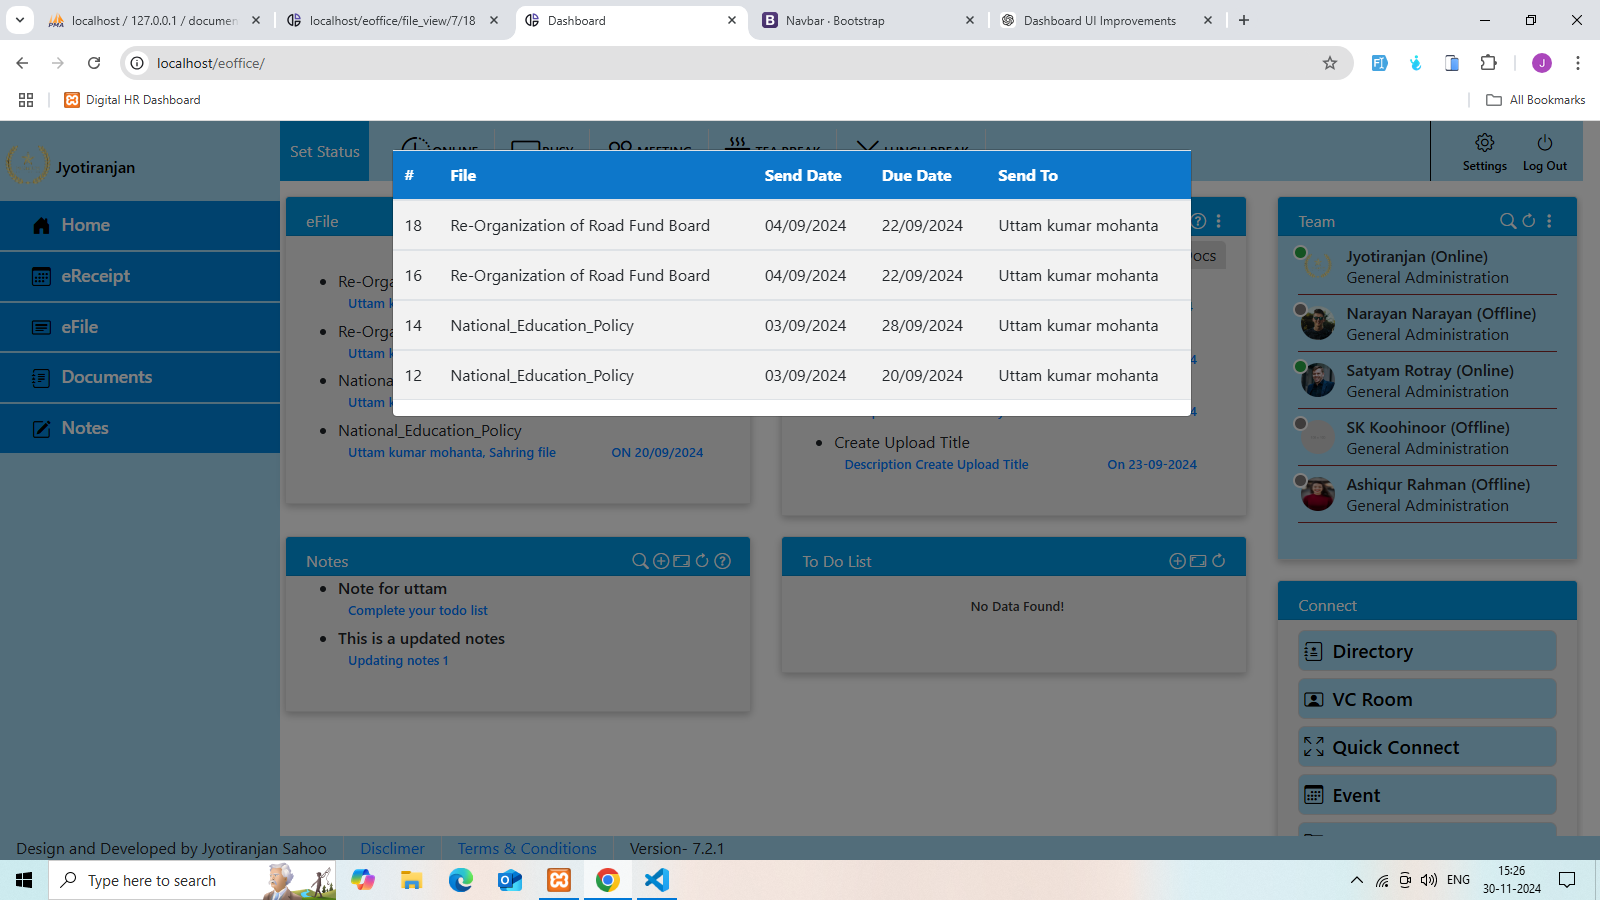 localhost / 127.0.0.1 / documen
localhost/eoffice/file_view/7/18
Dashboard
Navbar · Bootstrap
Dashboard UI Improvements
localhost/eoffice/
J
Digital HR Dashboard
All Bookmarks
Jyotiranjan
Set Status
ONLINE
BUSY
MEETING
TEA BREAK
LUNCH BREAK
Settings
Log Out
Home
eReceipt
eFile
Documents
Notes
# File Send Date Due Date Send To
18 Re-Organization of Road Fund Board 04/09/2024 22/09/2024 Uttam kumar mohanta
16 Re-Organization of Road Fund Board 04/09/2024 22/09/2024 Uttam kumar mohanta
14 National_Education_Policy 03/09/2024 28/09/2024 Uttam kumar mohanta
12 National_Education_Policy 03/09/2024 20/09/2024 Uttam kumar mohanta
eFile
Re-Orga
Uttam k
Re-Orga
Uttam k
Nationa
Uttam k
National_Education_Policy
Uttam kumar mohanta, Sahring file ON 20/09/2024
ocs
4
4
Create Upload Title
Description Create Upload Title On 23-09-2024
Notes
Note for uttam
Complete your todo list
This is a updated notes
Updating notes 1
To Do List
No Data Found!
Team
Jyotiranjan (Online)
General Administration
Narayan Narayan (Offline)
General Administration
Satyam Rotray (Online)
General Administration
SK Koohinoor (Offline)
General Administration
Ashiqur Rahman (Offline)
General Administration
Connect
Directory
VC Room
Quick Connect
Event
Design and Developed by Jyotiranjan Sahoo
Disclimer
Terms & Conditions
Version- 7.2.1
Type here to search
ENG
15:26
30-11-2024